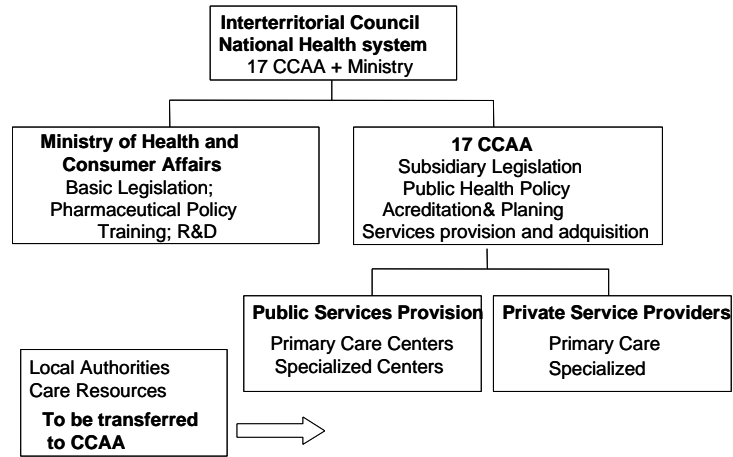 Interterritorial Council
National Health system
17 CCAA + Ministry
Ministry of Health and
Consumer Affairs
Basic Legislation;
Pharmaceutical Policy
Training; R&D
17 CCAA
Subsidiary Legislation
Public Health Policy
Acreditation& Planing
Services provision and adquisition
Public Services Provision
Primary Care Centers
Specialized Centers
Private Service Providers
Primary Care
Specialized
Local Authorities
Care Resources
To be transferred
to CCAA